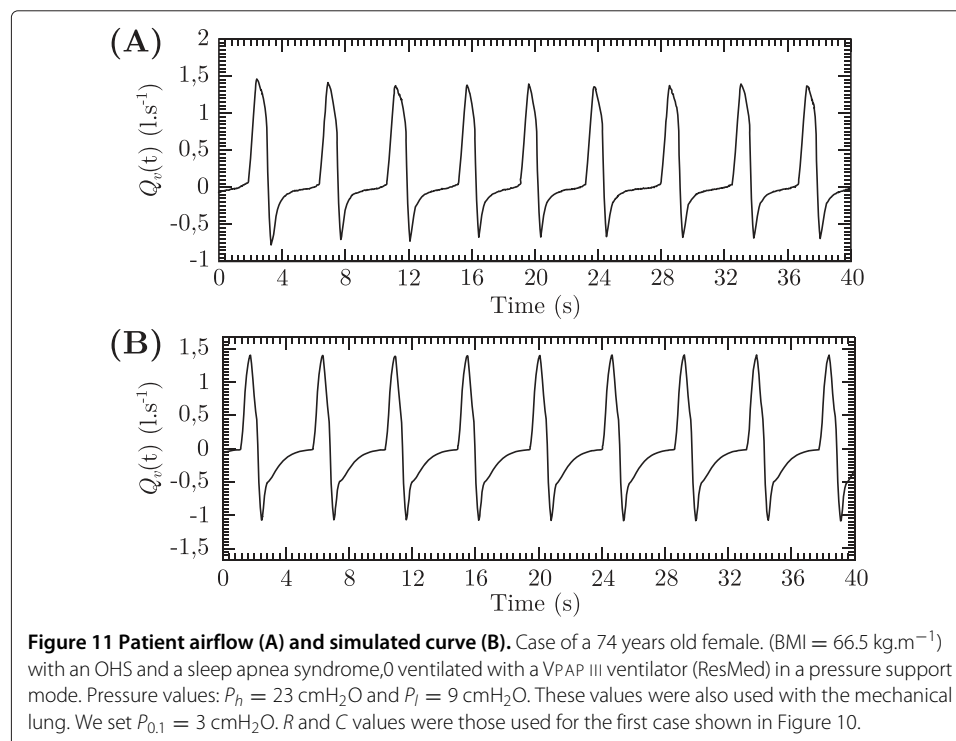 (A)
2
1,5
1
0,5
0
-0,5
-1
Q_v(t) (l.s⁻¹)
0 4 8 12 16 20 24 28 32 36 40
Time (s)
(B)
1,5
1
0,5
0
-0,5
-1
-1,5
Q_v(t) (l.s⁻¹)
0 4 8 12 16 20 24 28 32 36 40
Time (s)
Figure 11 Patient airflow (A) and simulated curve (B). Case of a 74 years old female. (BMI = 66.5 kg.m⁻¹)
with an OHS and a sleep apnea syndrome,0 ventilated with a VPAP III ventilator (ResMed) in a pressure support
mode. Pressure values: P_h = 23 cmH₂O and P_l = 9 cmH₂O. These values were also used with the mechanical
lung. We set P₀.₁ = 3 cmH₂O. R and C values were those used for the first case shown in Figure 10.